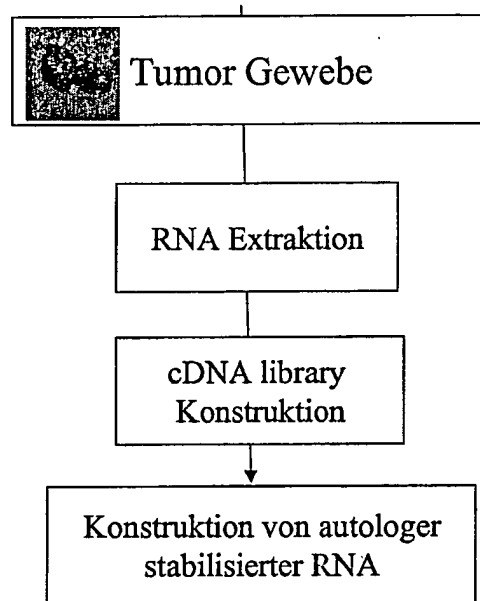 Tumor Gewebe
RNA Extraktion
cDNA library
Konstruktion
Konstruktion von autologer
stabilisierter RNA